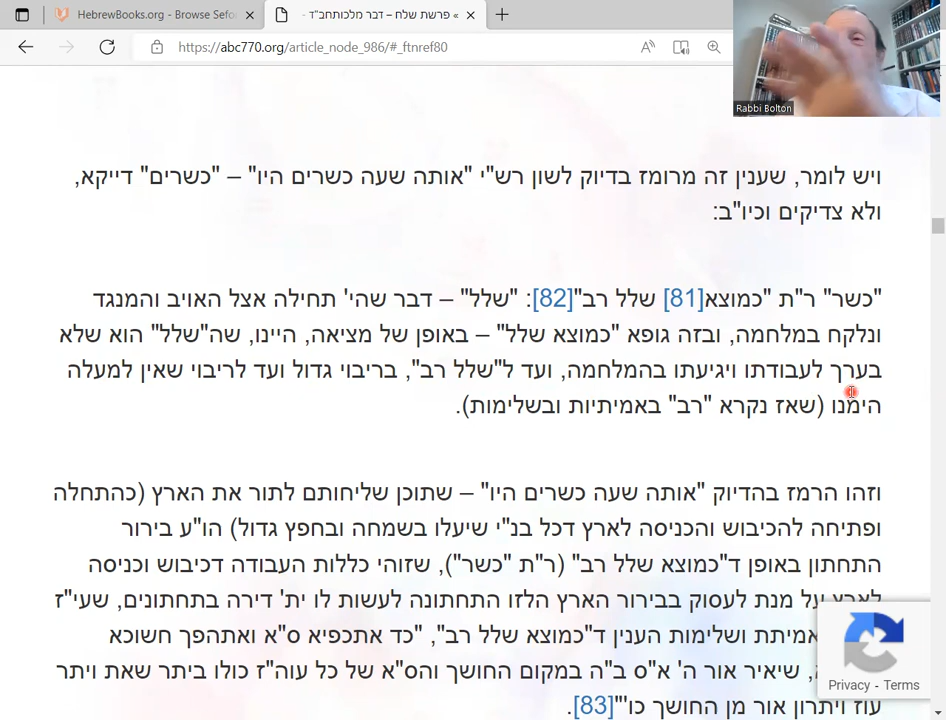 HebrewBooks.org - Browse Sefo
» פרשת שלח – דבר מלכותחב"ד -
https://abc770.org/article_node_986/#_ftnref80
Rabbi Bolton
ויש לומר, שענין זה מרומז בדיוק לשון רש"י "אותה שעה כשרים היו" – "כשרים" דייקא,
ולא צדיקים וכיו"ב:
"כשר" ר"ת "כמוצא[81] שלל רב"[82]: "שלל" – דבר שהי' תחילה אצל האויב והמנגד
ונלקח במלחמה, ובזה גופא "כמוצא שלל" – באופן של מציאה, היינו, שה"שלל" הוא שלא
בערך לעבודתו ויגיעתו בהמלחמה, ועד ל"שלל רב", בריבוי גדול ועד לריבוי שאין למעלה
הימנו (שאז נקרא "רב" באמיתיות ובשלימות).
וזהו הרמז בהדיוק "אותה שעה כשרים היו" – שתוכן שליחותם לתור את הארץ (כהתחלה
ופתיחה להכיבוש והכניסה לארץ דכל בנ"י שיעלו בשמחה ובחפץ גדול) הו"ע בירור
התחתון באופן ד"כמוצא שלל רב" (ר"ת "כשר"), שזוהי כללות העבודה דכיבוש וכניסה
לארץ על מנת לעסוק בבירור הארץ הלזו התחתונה לעשות לו ית' דירה בתחתונים, שעי"ז
אמיתת ושלימות הענין ד"כמוצא שלל רב", "כד אתכפיא ס"א ואתהפך חשוכא
, שיאיר אור ה' א"ס ב"ה במקום החושך והס"א של כל עוה"ז כולו ביתר שאת ויתר
עוז ויתרון אור מן החושך כו'"[83].
Privacy - Terms